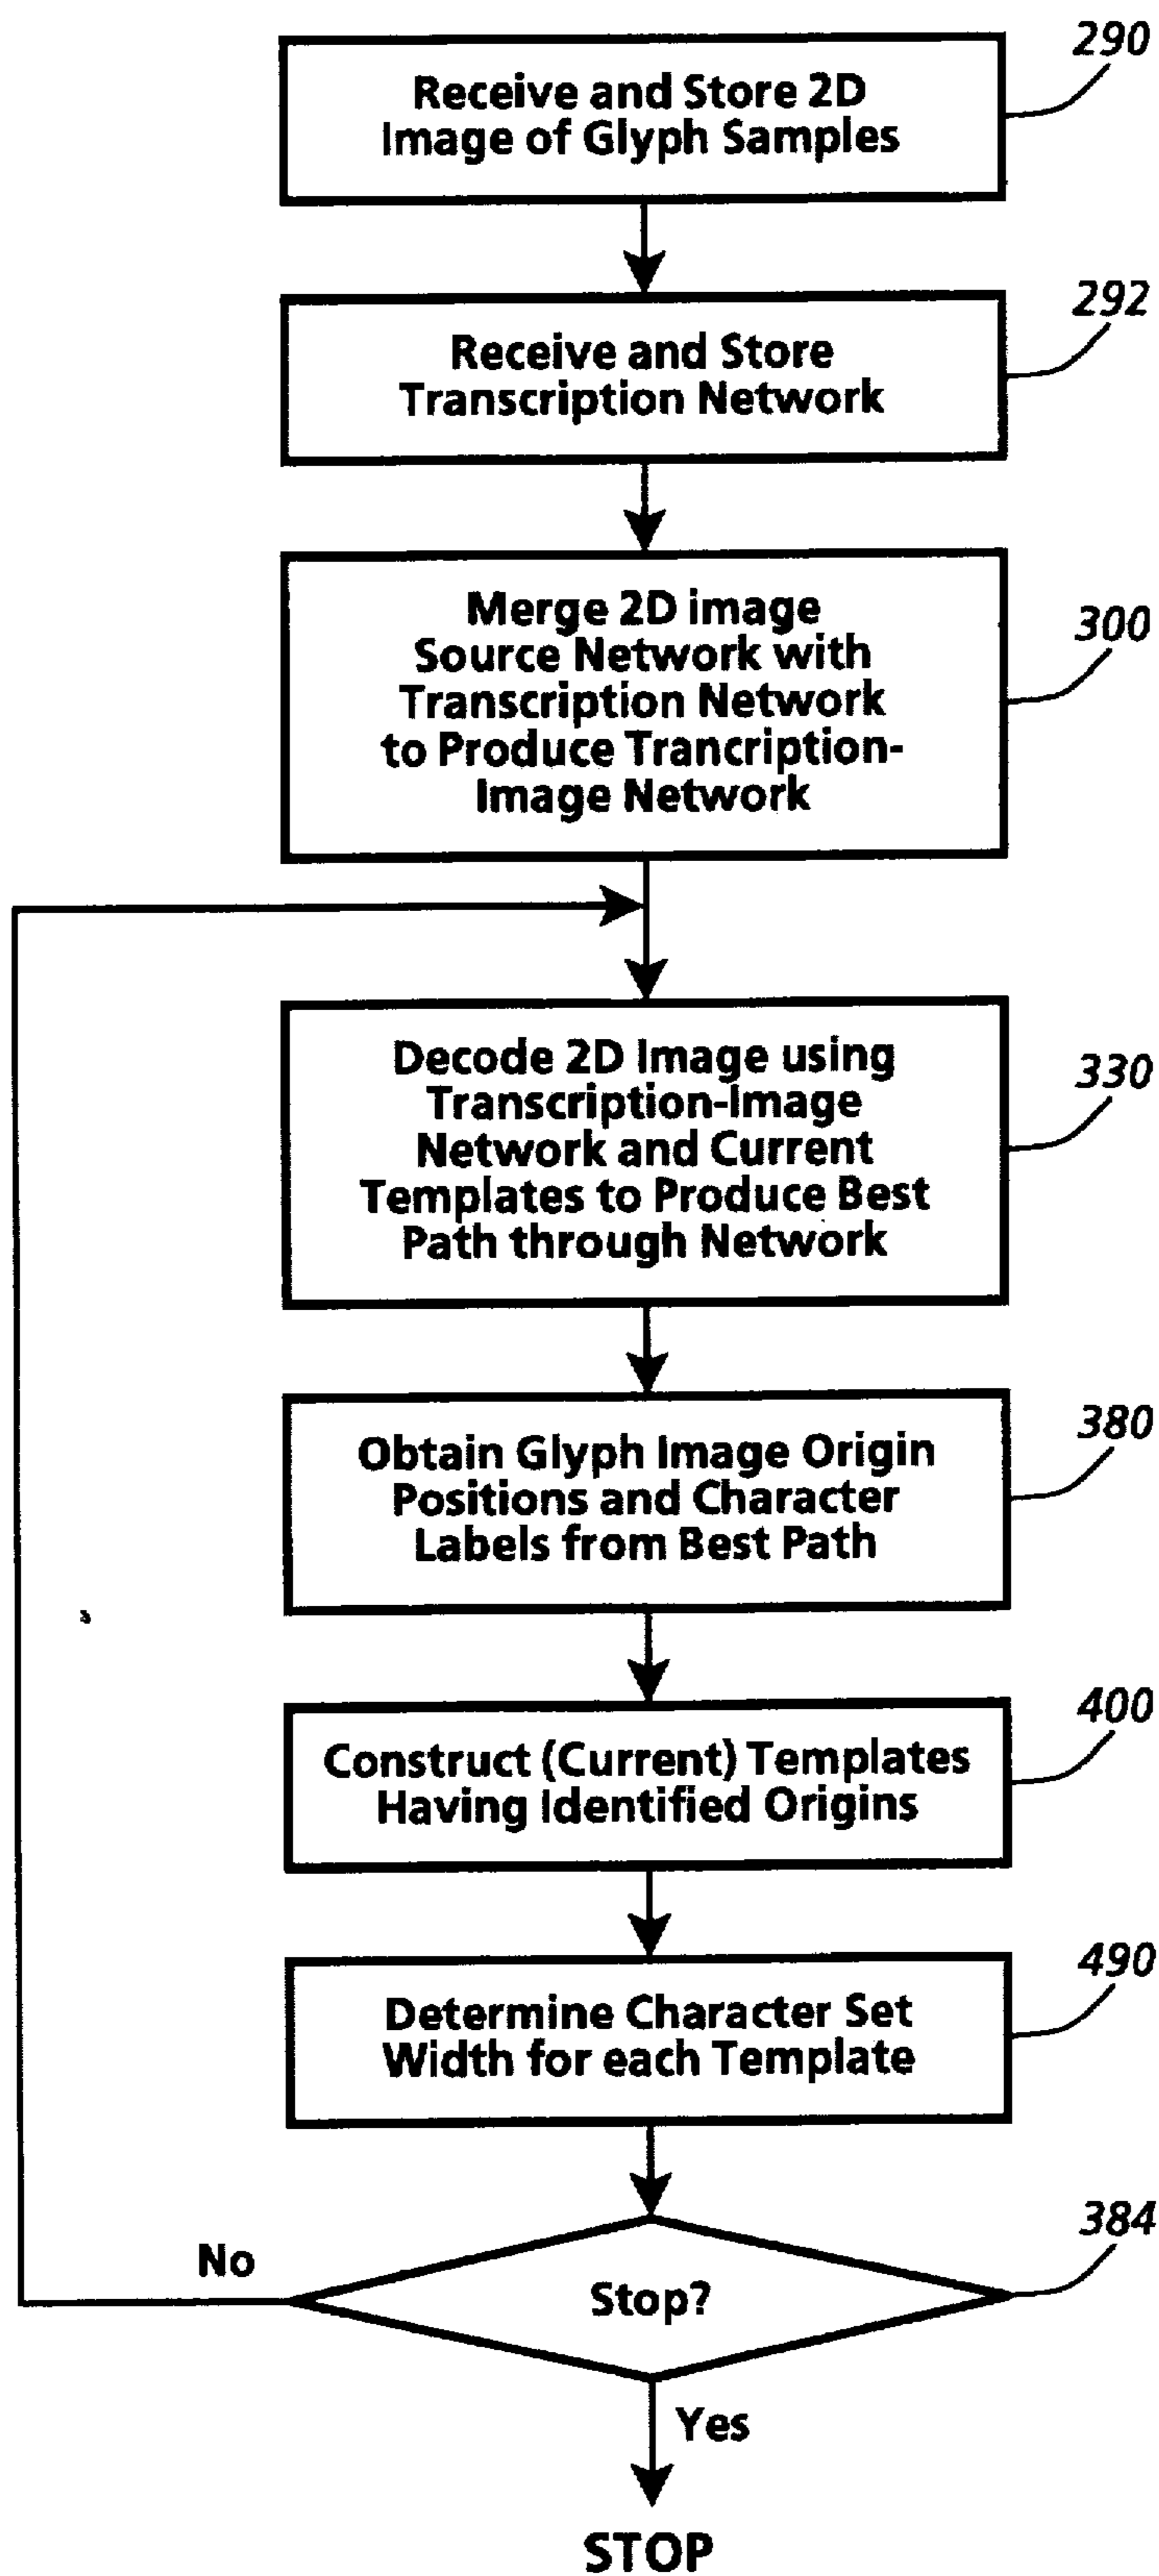 290
Receive and Store 2D
Image of Glyph Samples
292
Receive and Store
Transcription Network
300
Merge 2D image
Source Network with
Transcription Network
to Produce Trancription-
Image Network
330
Decode 2D Image using
Transcription-Image
Network and Current
Templates to Produce Best
Path through Network
380
Obtain Glyph Image Origin
Positions and Character
Labels from Best Path
400
Construct (Current) Templates
Having Identified Origins
490
Determine Character Set
Width for each Template
384
No
Stop?
Yes
STOP